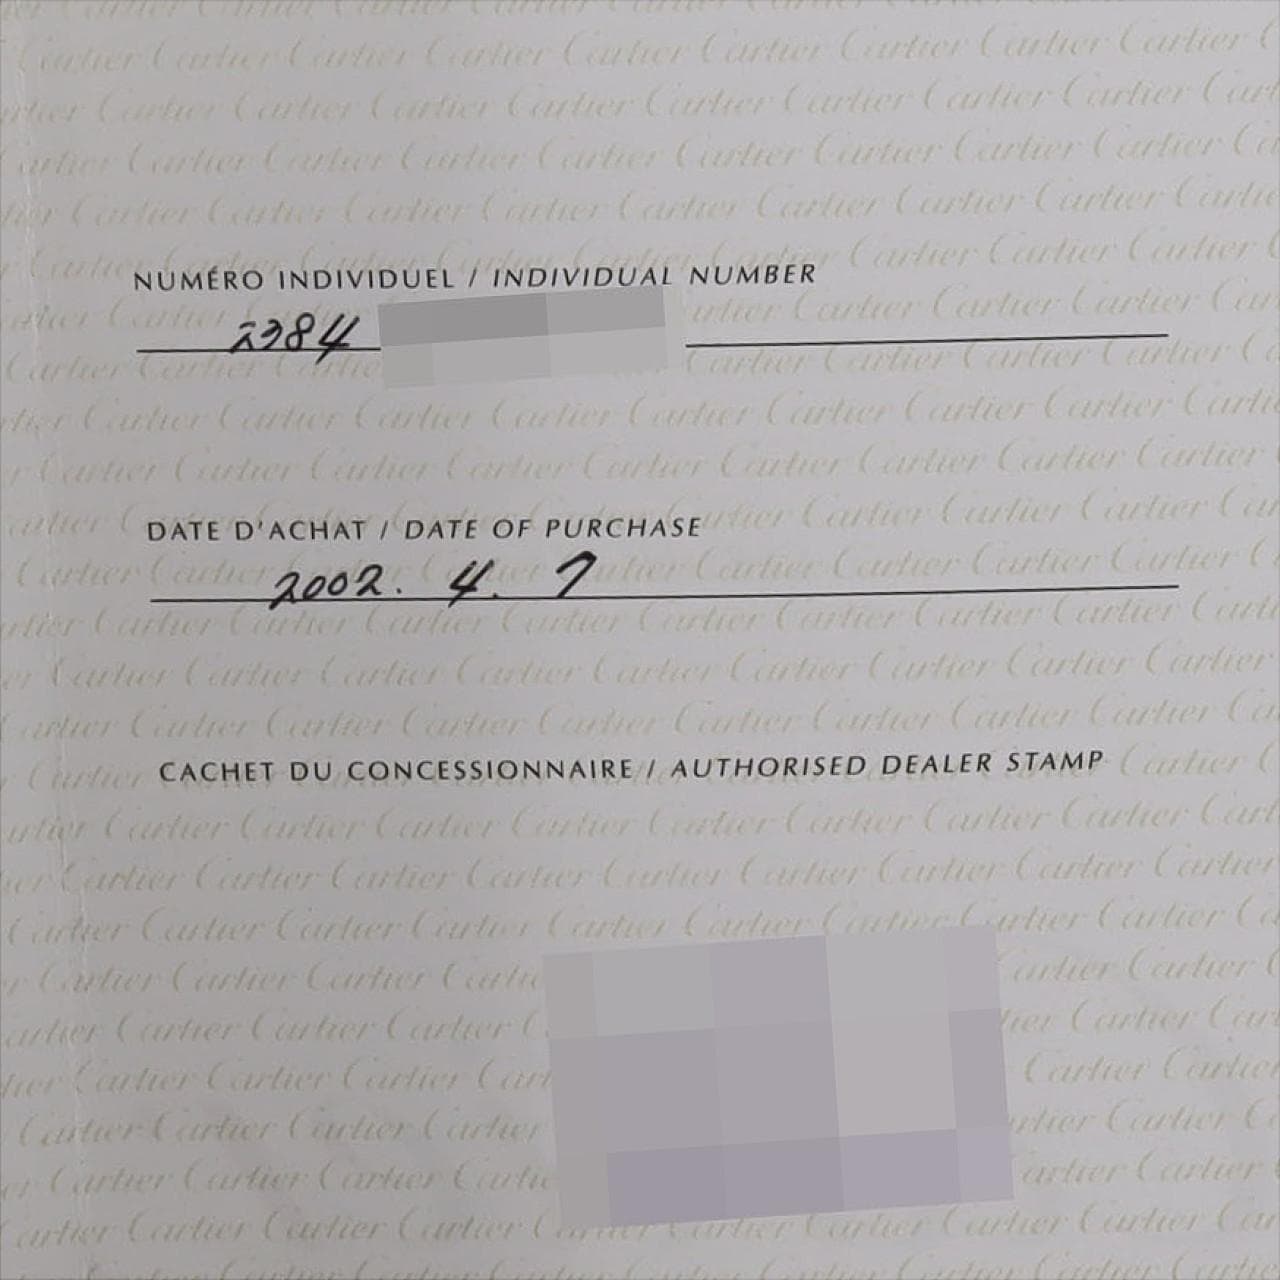 NUMÉRO INDIVIDUEL / INDIVIDUAL NUMBER
2384
DATE D'ACHAT / DATE OF PURCHASE
2002. 4. 7
CACHET DU CONCESSIONNAIRE / AUTHORISED DEALER STAMP